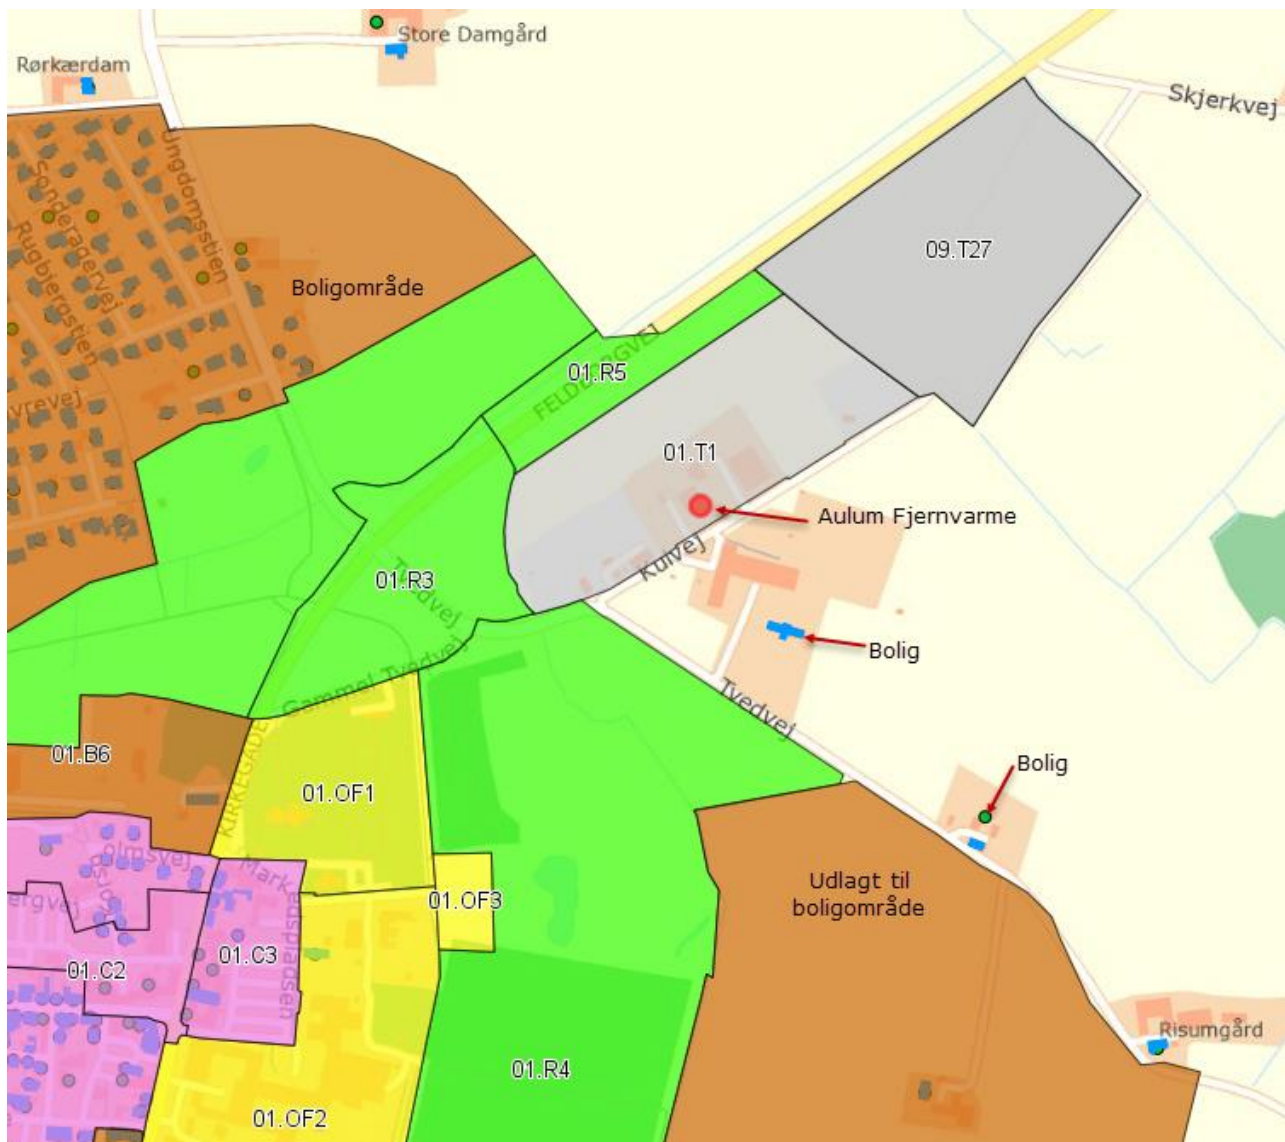 Store Damgård
Rørkærdam
Skjerkvej
Ungdomsstien
Sønderagervej
Rugbjergstien
09.T27
Boligområde
FELDBERGVEJ
01.R5
01.T1
Aulum Fjernvarme
Kulvej
01.R3
Tvedvej
Bolig
Gammel Tvedvej
Tvedvej
01.B6
KIRKEGADE
Bolig
01.OF1
Markedspladsen
Udlagt til
boligområde
01.OF3
01.C3
01.C2
Risumgård
01.R4
01.OF2